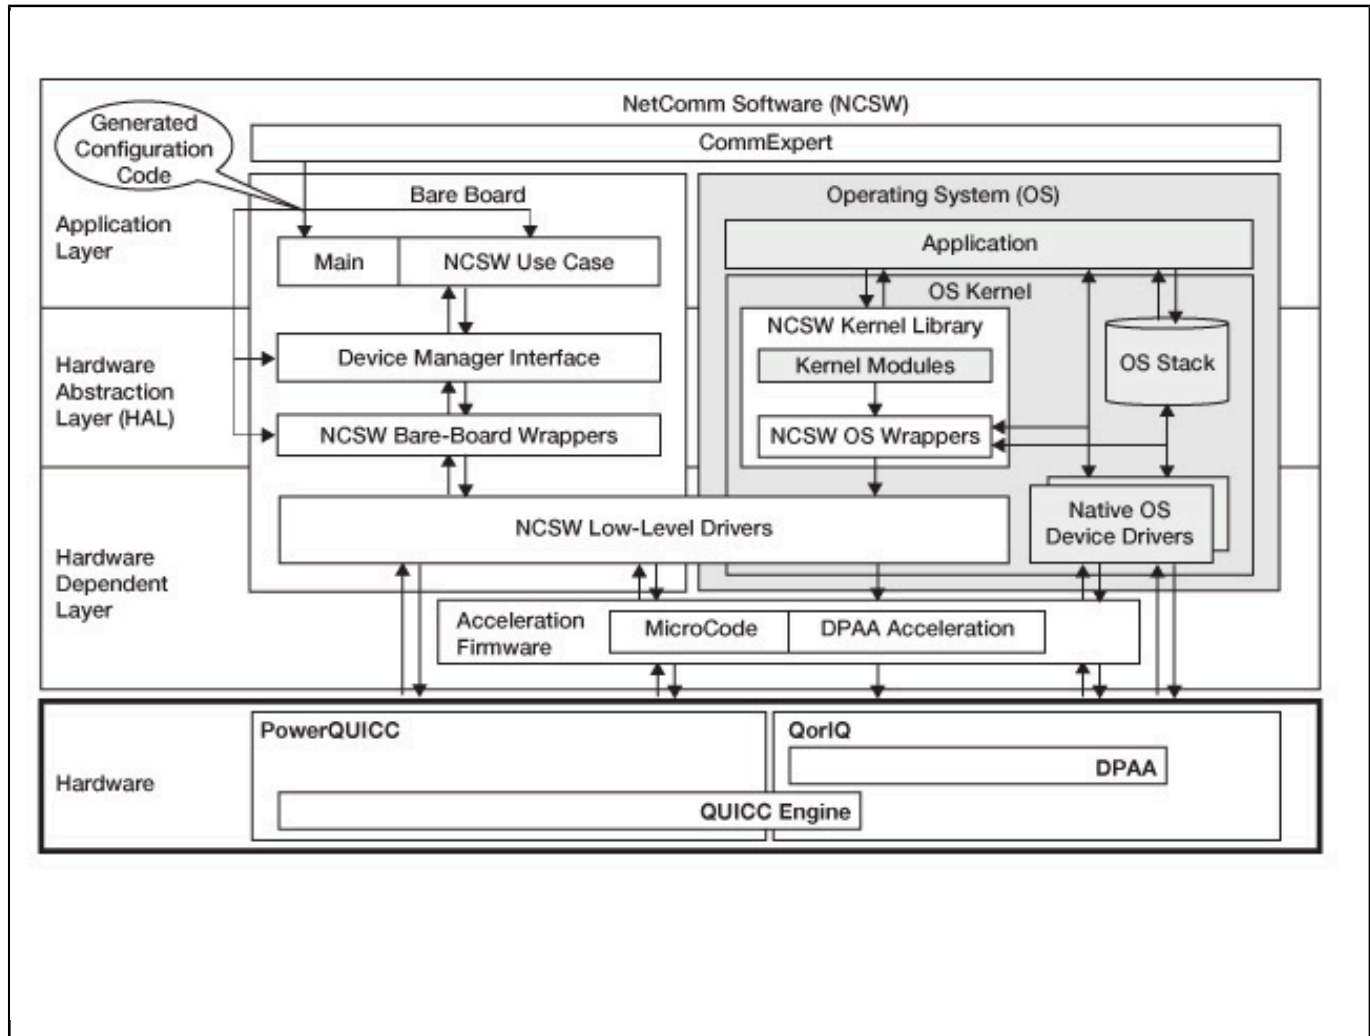 NetComm Software (NCSW)
Generated
Configuration
Code
CommExpert
Bare Board
Operating System (OS)
Application
Layer
Application
Main
NCSW Use Case
OS Kernel
NCSW Kernel Library
Hardware
Abstraction
Layer (HAL)
Device Manager Interface
Kernel Modules
OS Stack
NCSW Bare-Board Wrappers
NCSW OS Wrappers
NCSW Low-Level Drivers
Native OS
Device Drivers
Hardware
Dependent
Layer
Acceleration
Firmware
MicroCode
DPAA Acceleration
PowerQUICC
QorIQ
Hardware
DPAA
QUICC Engine